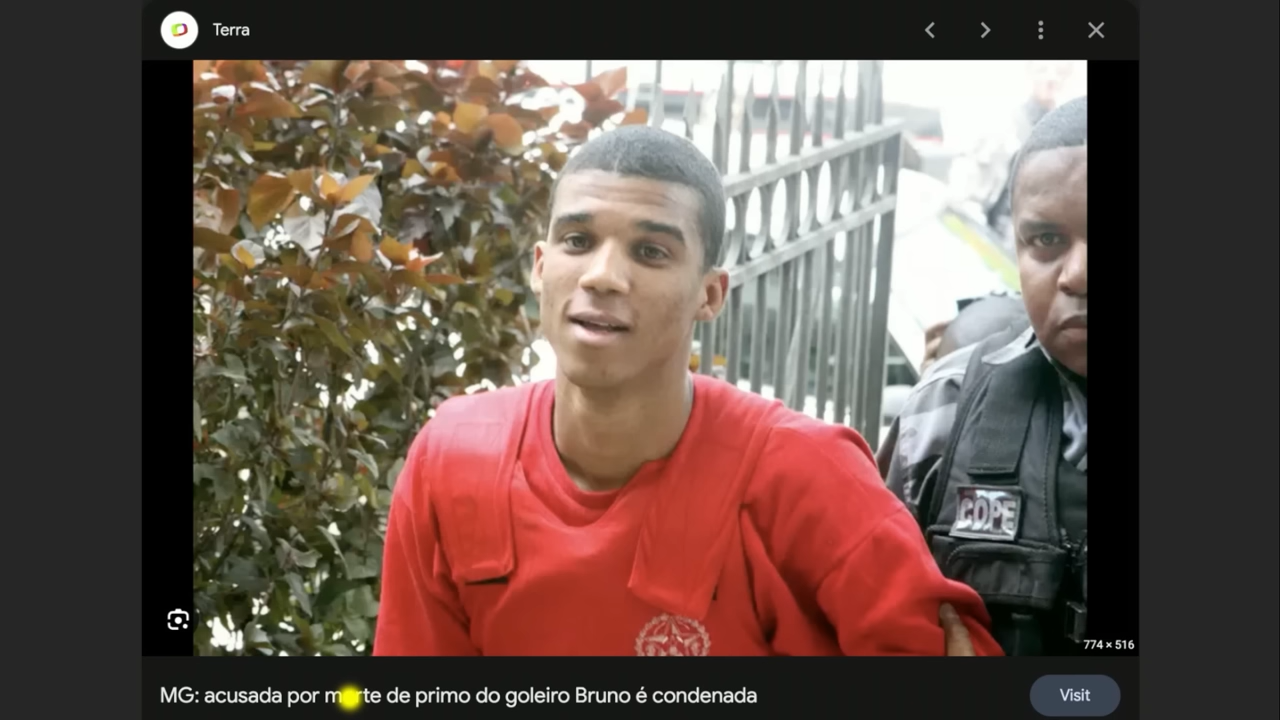 Terra
COPE
774 × 516
MG: acusada por morte de primo do goleiro Bruno é condenada
Visit